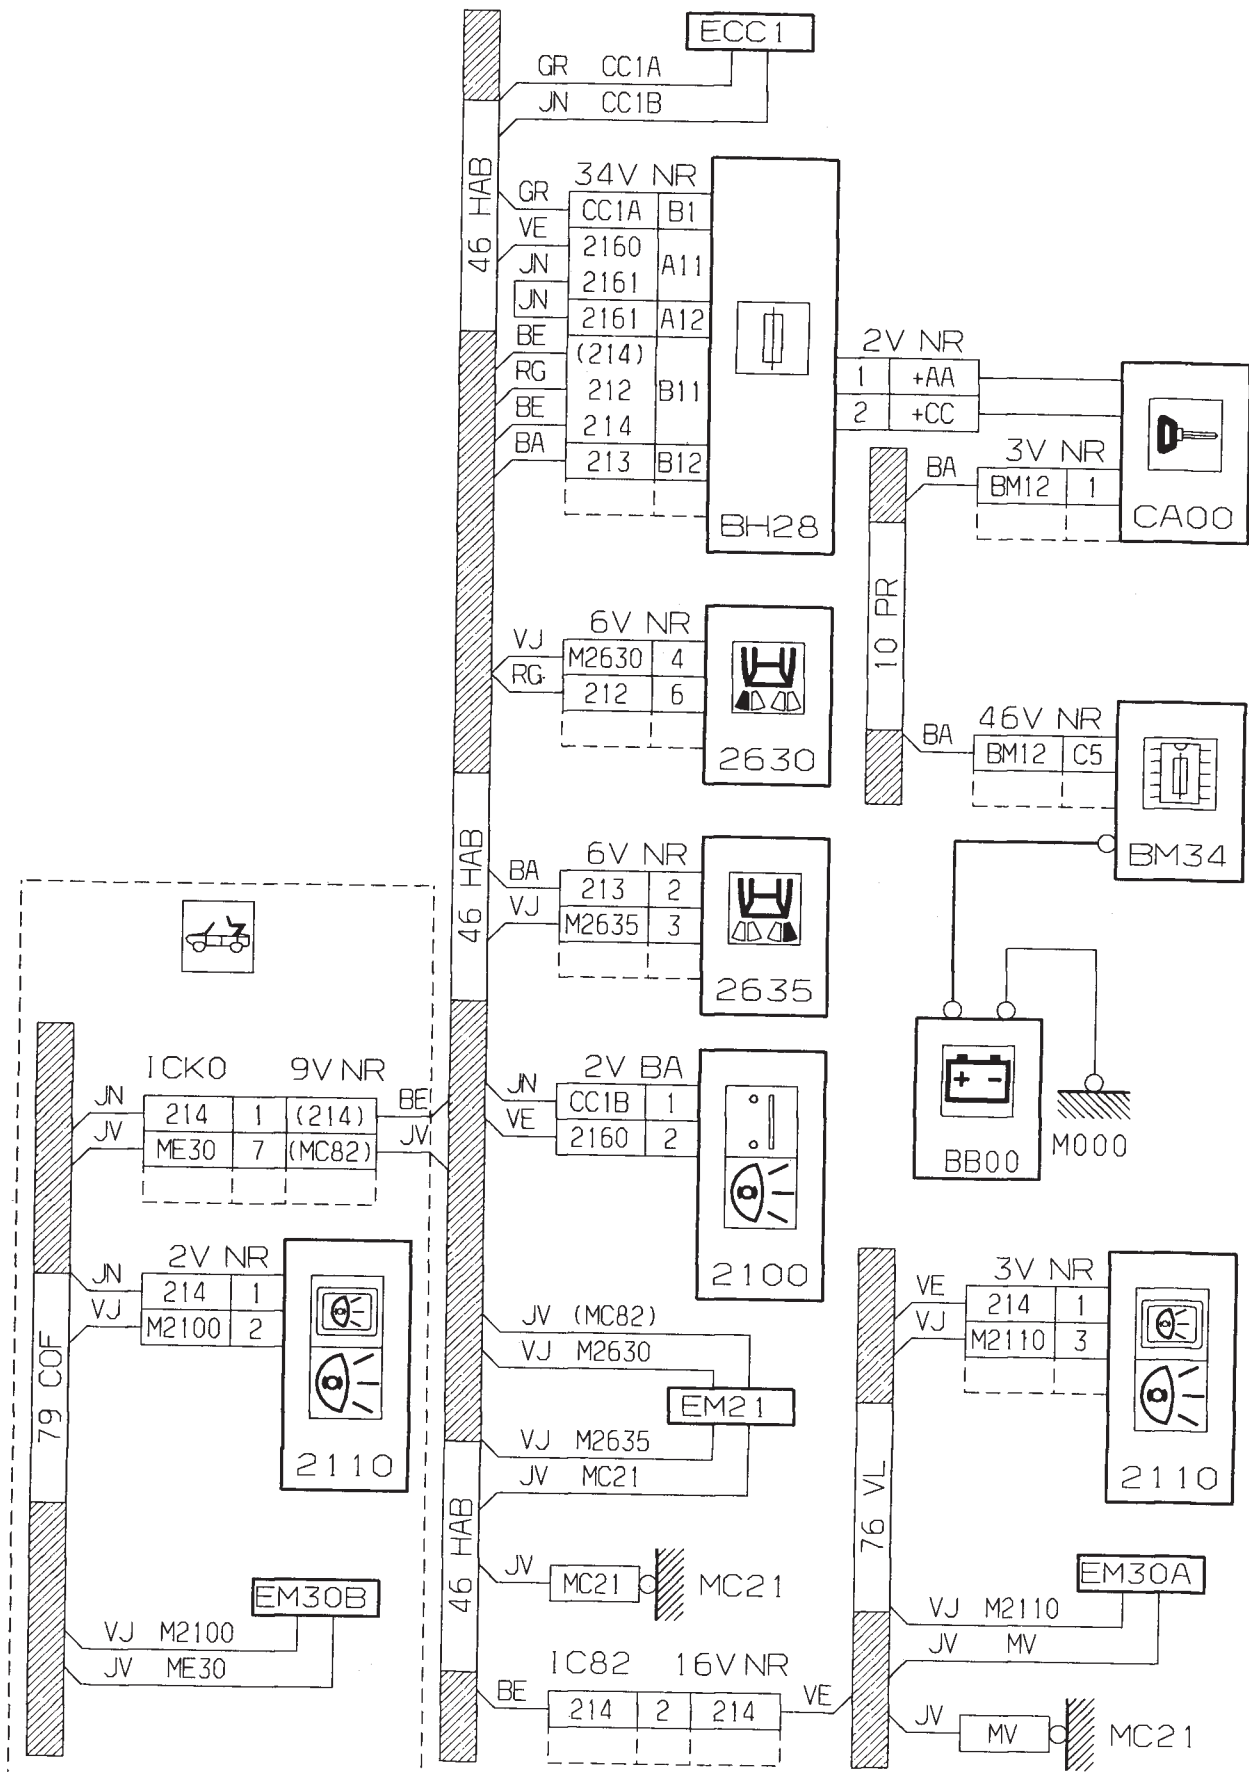 ECC1
GR CC1A
JN CC1B
46 HAB
34V NR
GR CC1A B1
VE 2160 A11
JN 2161
JN 2161 A12
BE (214)
RG 212 B11
BE 214
BA 213 B12
BH28
2V NR
1 +AA
2 +CC
3V NR
BA BM12 1
CA00
10 PR
6V NR
VJ M2630 4
RG 212 6
2630
46V NR
BA BM12 C5
BM34
46 HAB
6V NR
BA 213 2
VJ M2635 3
2635
BB00
M000
ICK0 9V NR
JN 214 1 (214) BE
JV ME30 7 (MC82) JV
2V BA
JN CC1B 1
VE 2160 2
2100
2V NR
JN 214 1
VJ M2100 2
2110
79 COF
JV (MC82)
VJ M2630
EM21
VJ M2635
JV MC21
3V NR
VE 214 1
VJ M2110 3
2110
76 VL
46 HAB
JV MC21 MC21
EM30B
VJ M2100
JV ME30
EM30A
VJ M2110
JV MV
IC82 16V NR
BE 214 2 214 VE
JV MV MC21